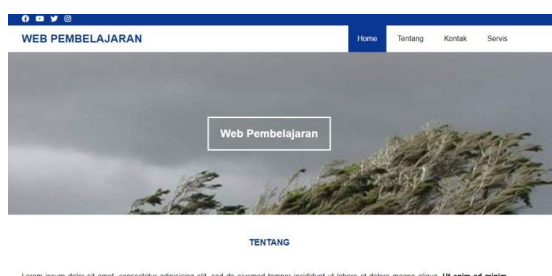 WEB PEMBELAJARAN
Home Tentang Kontak Servis
Web Pembelajaran
TENTANG
Lorem ipsum dolor sit amet, consectetur adipisicing elit, sed do eiusmod tempor incididunt ut labore et dolore magna aliqua. Ut enim ad minim